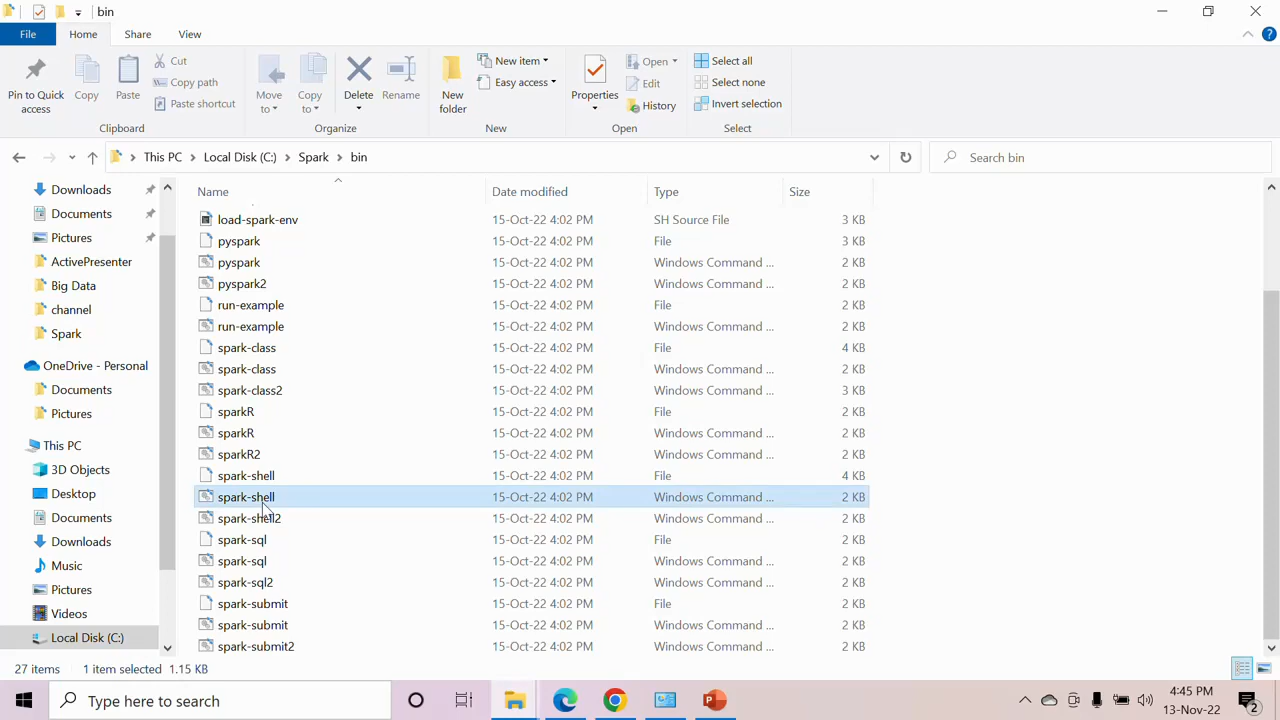 bin
File Home Share View
Pin to Quick access
Copy
Paste
Cut
Copy path
Paste shortcut
Clipboard
Move to
Copy to
Delete
Rename
Organize
New folder
New item
Easy access
New
Properties
Open
Edit
History
Open
Select all
Select none
Invert selection
Select
This PC Local Disk (C:) Spark bin
Search bin
Downloads
Documents
Pictures
ActivePresenter
Big Data
channel
Spark
OneDrive - Personal
Documents
Pictures
This PC
3D Objects
Desktop
Documents
Downloads
Music
Pictures
Videos
Local Disk (C:)
Name Date modified Type Size
load-spark-env 15-Oct-22 4:02 PM SH Source File 3 KB
pyspark 15-Oct-22 4:02 PM File 3 KB
pyspark 15-Oct-22 4:02 PM Windows Command ... 2 KB
pyspark2 15-Oct-22 4:02 PM Windows Command ... 2 KB
run-example 15-Oct-22 4:02 PM File 2 KB
run-example 15-Oct-22 4:02 PM Windows Command ... 2 KB
spark-class 15-Oct-22 4:02 PM File 4 KB
spark-class 15-Oct-22 4:02 PM Windows Command ... 2 KB
spark-class2 15-Oct-22 4:02 PM Windows Command ... 3 KB
sparkR 15-Oct-22 4:02 PM File 2 KB
sparkR 15-Oct-22 4:02 PM Windows Command ... 2 KB
sparkR2 15-Oct-22 4:02 PM Windows Command ... 2 KB
spark-shell 15-Oct-22 4:02 PM File 4 KB
spark-shell 15-Oct-22 4:02 PM Windows Command ... 2 KB
spark-shell2 15-Oct-22 4:02 PM Windows Command ... 2 KB
spark-sql 15-Oct-22 4:02 PM File 2 KB
spark-sql 15-Oct-22 4:02 PM Windows Command ... 2 KB
spark-sql2 15-Oct-22 4:02 PM Windows Command ... 2 KB
spark-submit 15-Oct-22 4:02 PM File 2 KB
spark-submit 15-Oct-22 4:02 PM Windows Command ... 2 KB
spark-submit2 15-Oct-22 4:02 PM Windows Command ... 2 KB
27 items 1 item selected 1.15 KB
Type here to search
4:45 PM
13-Nov-22
2